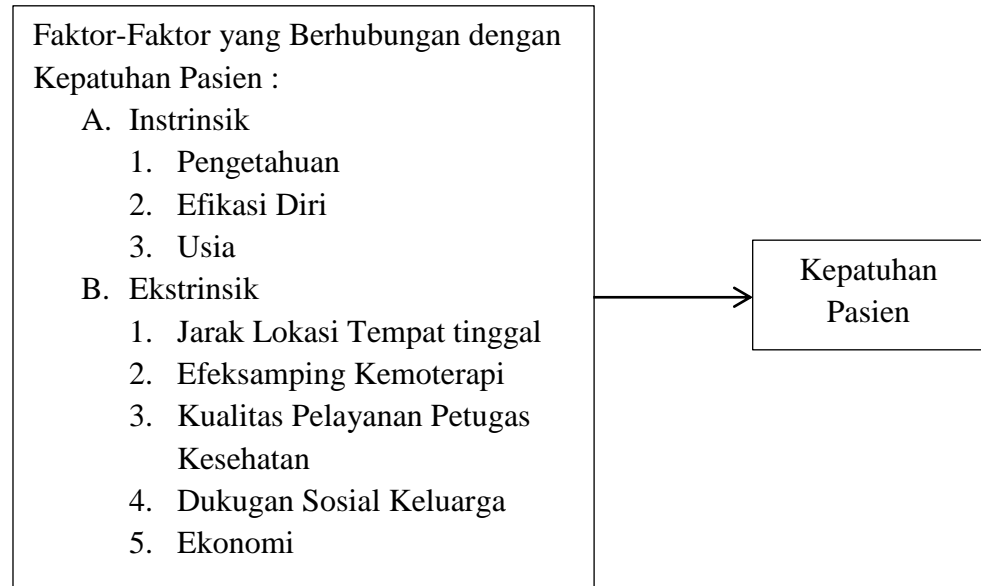 Faktor-Faktor yang Berhubungan dengan
Kepatuhan Pasien :
A. Instrinsik
1. Pengetahuan
2. Efikasi Diri
3. Usia
B. Ekstrinsik
1. Jarak Lokasi Tempat tinggal
2. Efeksamping Kemoterapi
3. Kualitas Pelayanan Petugas
Kesehatan
4. Dukugan Sosial Keluarga
5. Ekonomi
Kepatuhan
Pasien